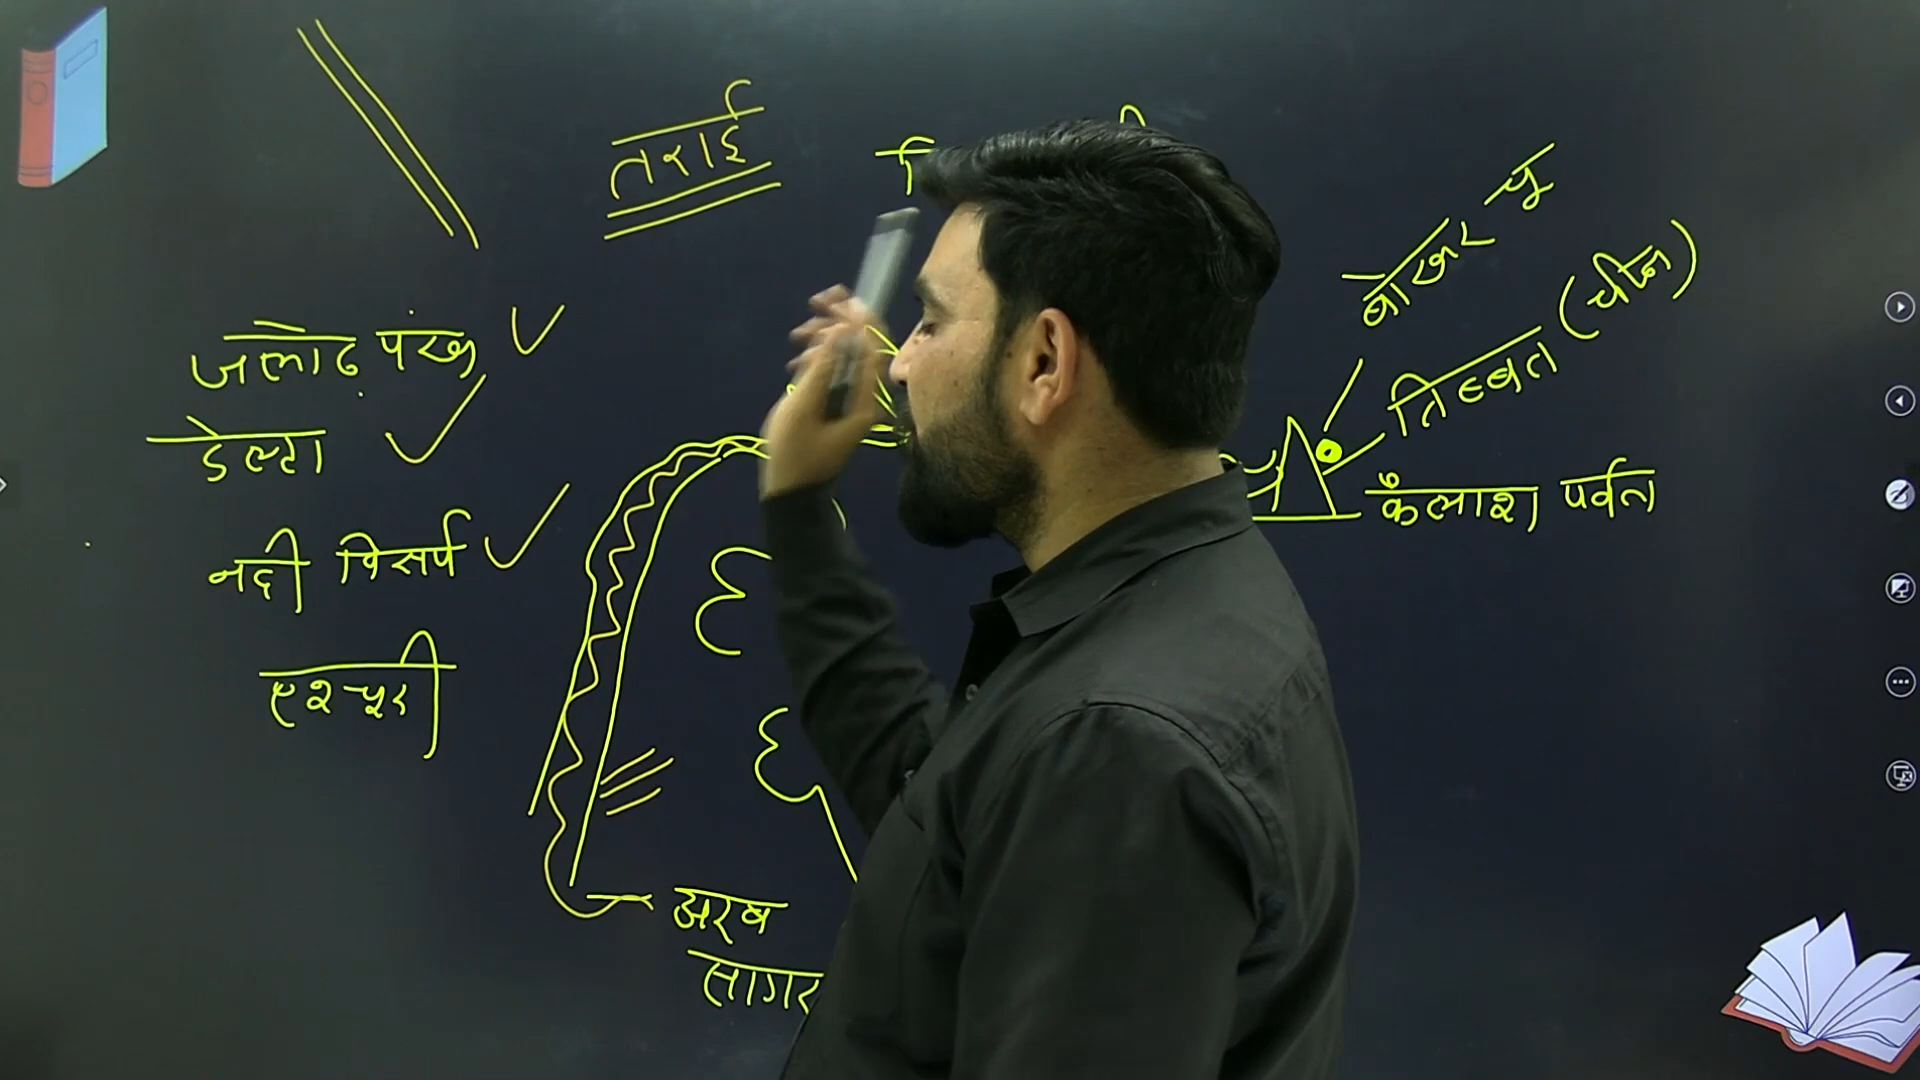 तराई
बोखर चू
जलोढ़ पंख
तिब्बत (चीन)
डेल्टा
कैलाश पर्वत
नदी विसर्प
एश्चूरी
अरब
सागर